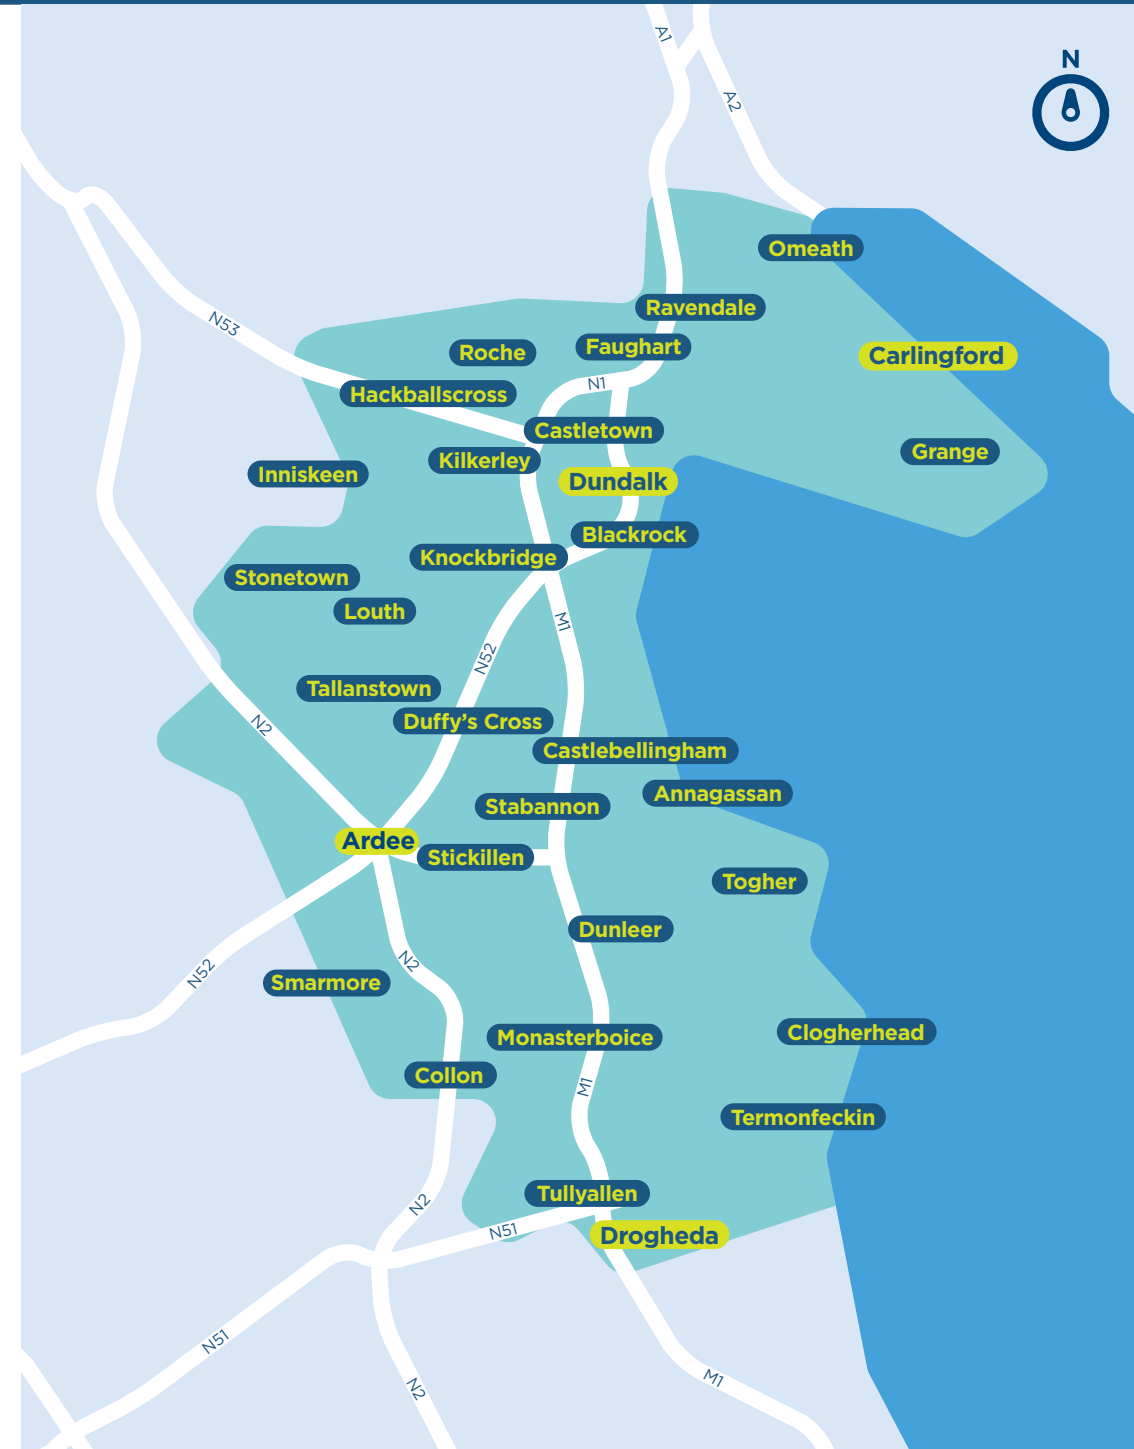 A1
N
A2
Omeath
Ravendale
N53
Faughart
Roche
Carlingford
N1
Hackballscross
Castletown
Grange
Kilkerley
Inniskeen
Dundalk
Blackrock
Knockbridge
Stonetown
Louth
M1
N52
Tallanstown
Duffy's Cross
N2
Castlebellingham
Annagassan
Stabannon
Ardee
Stickillen
Togher
Dunleer
N2
N52
Smarmore
Clogherhead
Monasterboice
Collon
M1
Termonfeckin
Tullyallen
N2
N51
Drogheda
N51
M1
N2